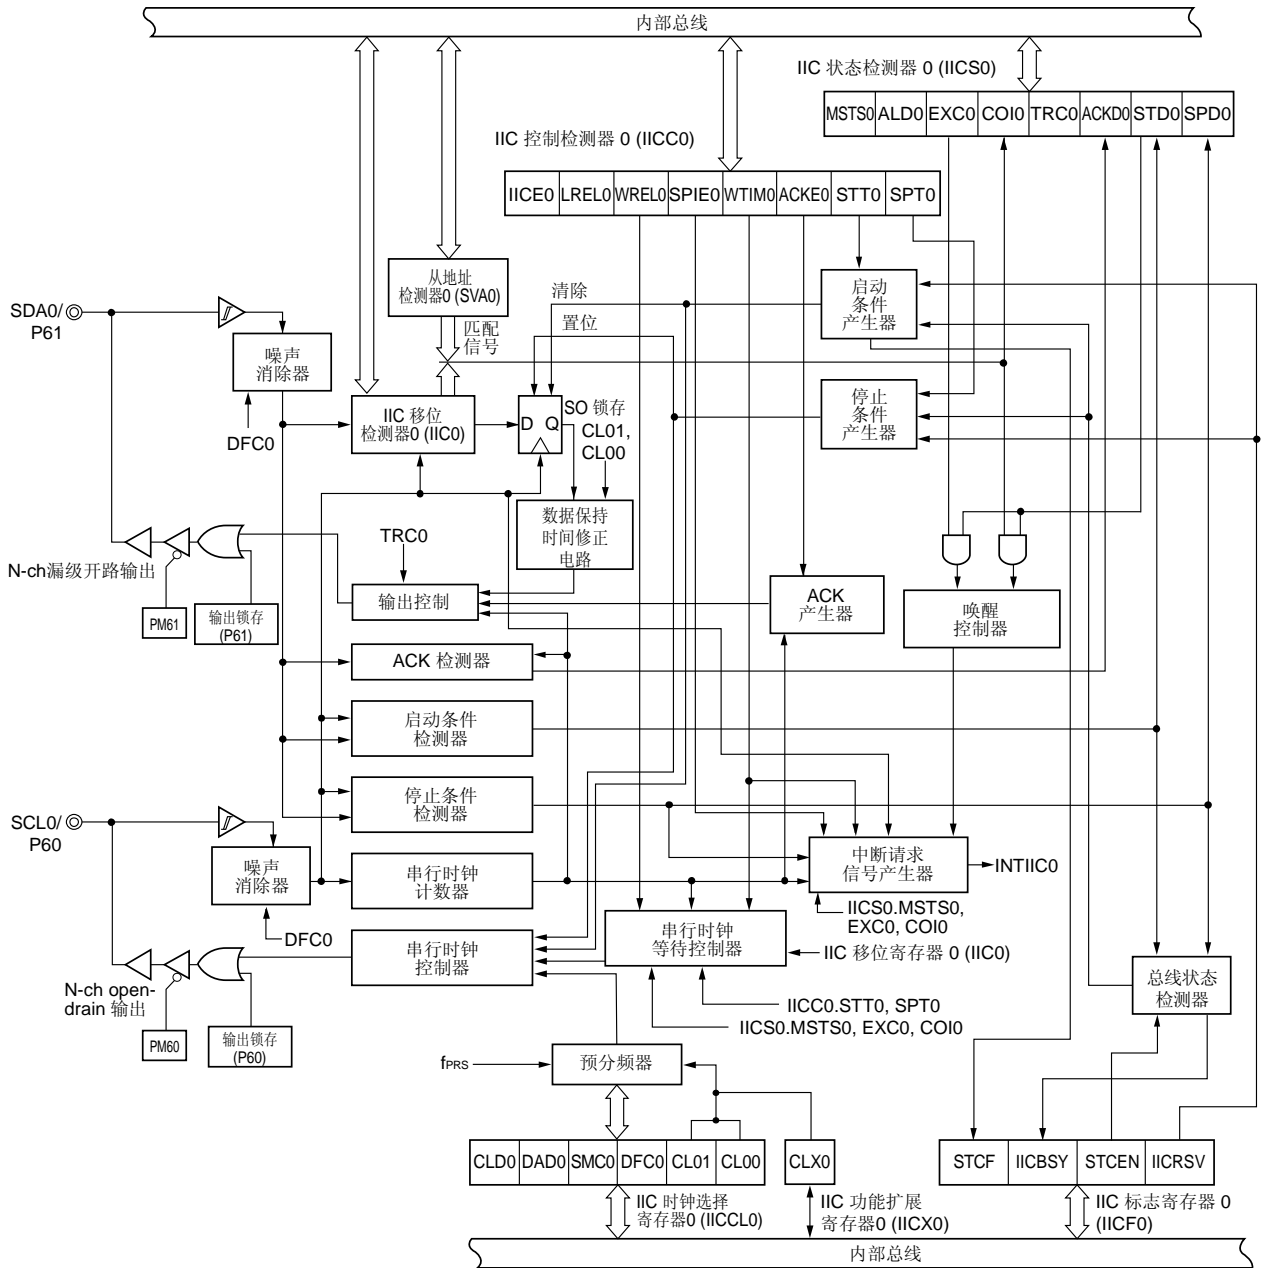 内部总线
IIC 状态检测器 0 (IICS0)
MSTS0 ALD0 EXC0 COI0 TRC0 ACKD0 STD0 SPD0
IIC 控制检测器 0 (IICC0)
IICE0 LREL0 WREL0 SPIE0 WTIM0 ACKE0 STT0 SPT0
从地址
检测器0 (SVA0)
清除
启动
条件
产生器
SDA0/
P61
匹配
信号
置位
噪声
消除器
停止
条件
产生器
IIC 移位
检测器0 (IIC0)
D Q
SO 锁存
CL01,
CL00
DFC0
数据保持
时间修正
电路
TRC0
N-ch漏级开路输出
PM61
输出锁存
(P61)
输出控制
ACK
产生器
唤醒
控制器
ACK 检测器
启动条件
检测器
停止条件
检测器
SCL0/
P60
噪声
消除器
串行时钟
计数器
中断请求
信号产生器
INTIIC0
IICS0.MSTS0,
EXC0, COI0
DFC0
串行时钟
控制器
串行时钟
等待控制器
IIC 移位寄存器 0 (IIC0)
N-ch open-
drain 输出
PM60
输出锁存
(P60)
总线状态
检测器
IICC0.STT0, SPT0
IICS0.MSTS0, EXC0, COI0
fPRS
预分频器
CLD0 DAD0 SMC0 DFC0 CL01 CL00
CLX0
STCF IICBSY STCEN IICRSV
IIC 时钟选择
寄存器0 (IICCL0)
IIC 功能扩展
寄存器0 (IICX0)
IIC 标志寄存器 0
(IICF0)
内部总线